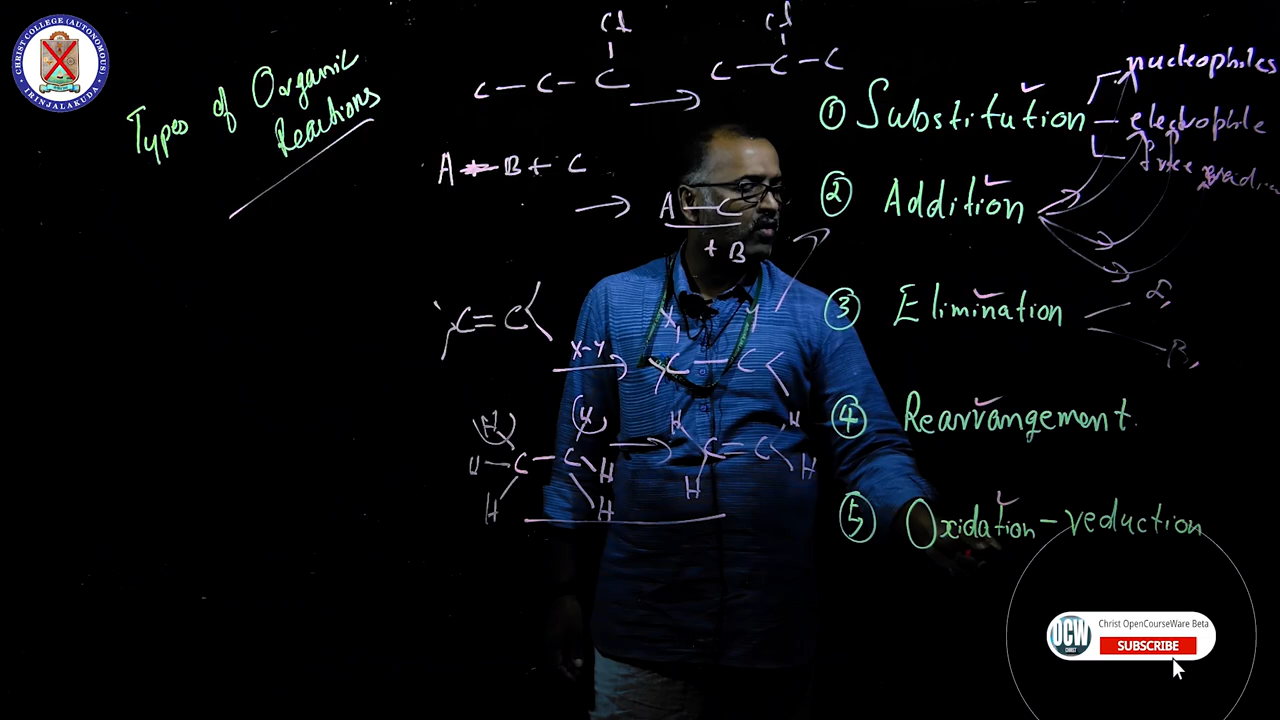 CHRIST COLLEGE (AUTONOMOUS)
IRINJALAKUDA
Types of Organic
Reactions
Cl
C — C — C
→
Cl
C — C — C
A — B + C
→ A — C
+ B
C = C
X-Y
X Y
C — C
H
H — C — C H
H H
→
H H
C = C
H H
① Substitution
nucleophiles
electrophile
free
② Addition
③ Elimination
α,
β,
④ Rearrangement.
⑤ Oxidation – reduction
OCW
CHRIST
Christ OpenCourseWare Beta
SUBSCRIBE